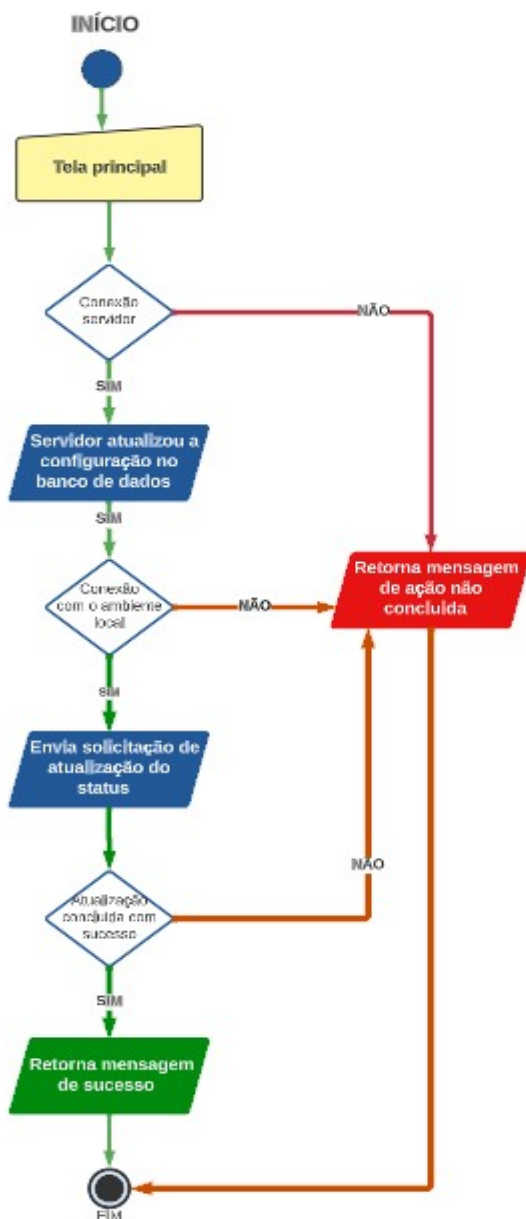 INÍCIO
Tela principal
Conexão
servidor
NÃO
SIM
Servidor atualizou a
configuração no
banco de dados
SIM
Conexão
com o ambiente
local
NÃO
Retorna mensagem
de ação não
concluida
SIM
Envia solicitação de
atualização do
status
NÃO
Atualização
concluida com
sucesso
SIM
Retorna mensagem
de sucesso
FIM